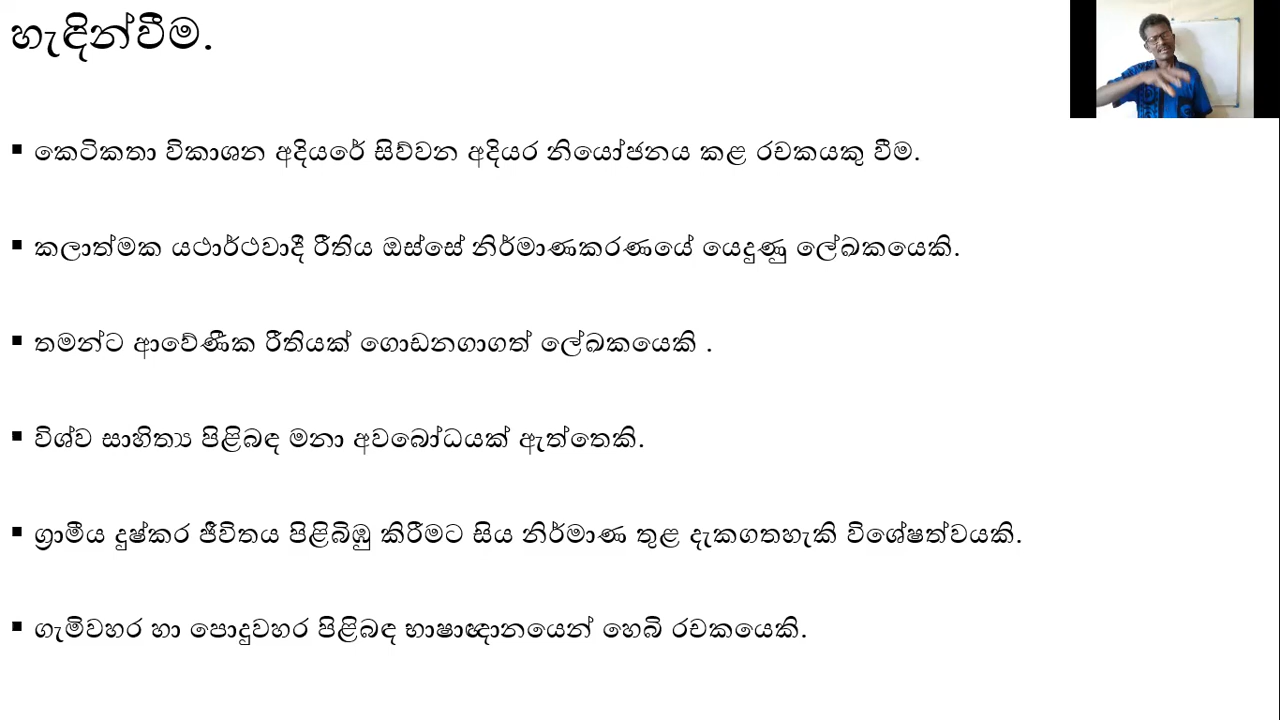 හැඳින්වීම.
▪ කෙටිකතා විකාශන අදියරේ සිව්වන අදියර නියෝජනය කළ රචකයකු වීම.
▪ කලාත්මක යථාර්ථවාදී රීතිය ඔස්සේ නිර්මාණකරණයේ යෙදුණු ලේඛකයෙකි.
▪ තමන්ට ආවේණීක රීතියක් ගොඩනගාගත් ලේඛකයෙකි .
▪ විශ්ව සාහිත්‍ය පිළිබඳ මනා අවබෝධයක් ඇත්තෙකි.
▪ ග්‍රාමීය දුෂ්කර ජීවිතය පිළිබිඹු කිරීමට සිය නිර්මාණ තුළ දැකගතහැකි විශේෂත්වයකි.
▪ ගැමිවහර හා පොදුවහර පිළිබඳ භාෂාඥානයෙන් හෙබි රචකයෙකි.